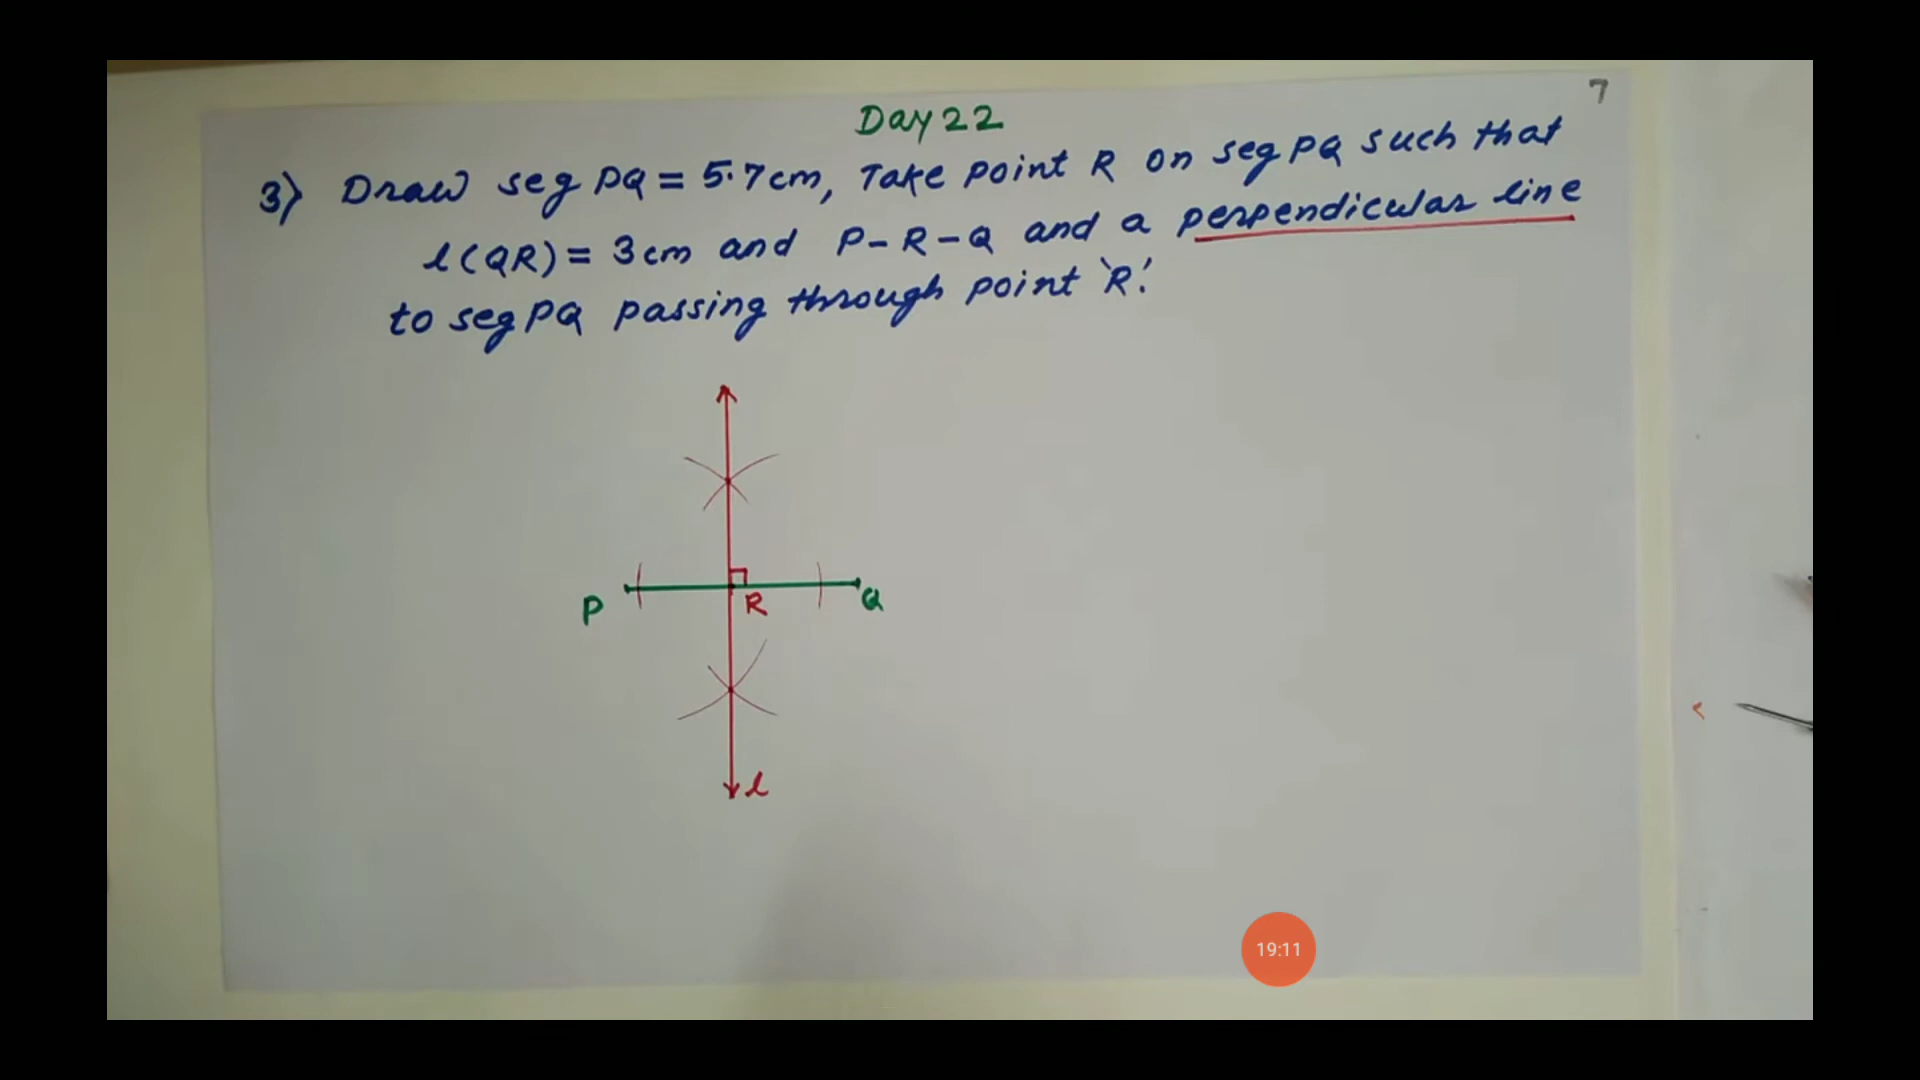 7
Day 22
3) Draw seg PQ = 5.7cm, Take point R on seg PQ such that
l(QR) = 3cm and P-R-Q and a perpendicular line
to seg PQ passing through point 'R'.
P
R
Q
l
19:11